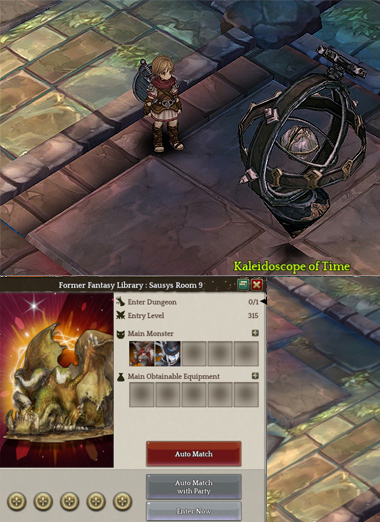 Kaleidoscope of Time
Former Fantasy Library : Sausys Room 9
Enter Dungeon 0/1
Entry Level 315
Main Monster
Main Obtainable Equipment
Auto Match
Auto Match
with Party
Enter Now